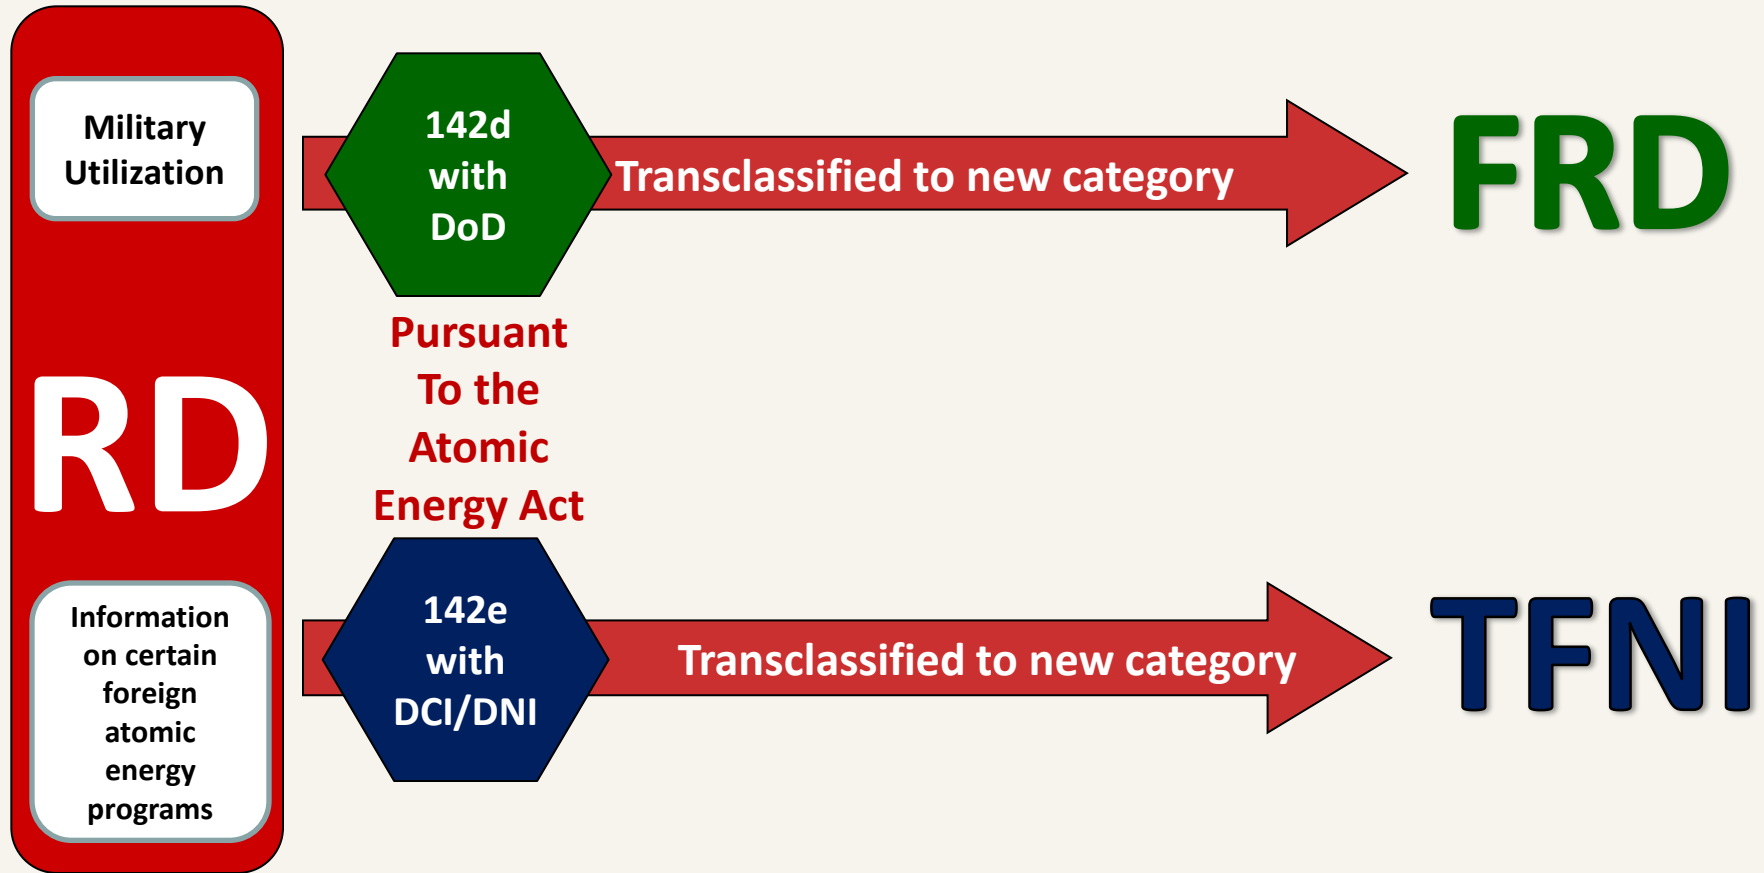 Military
Utilization
RD
Information
on certain
foreign
atomic
energy
programs
142d
with
DoD
Transclassified to new category
FRD
Pursuant
To the
Atomic
Energy Act
142e
with
DCI/DNI
Transclassified to new category
TFNI